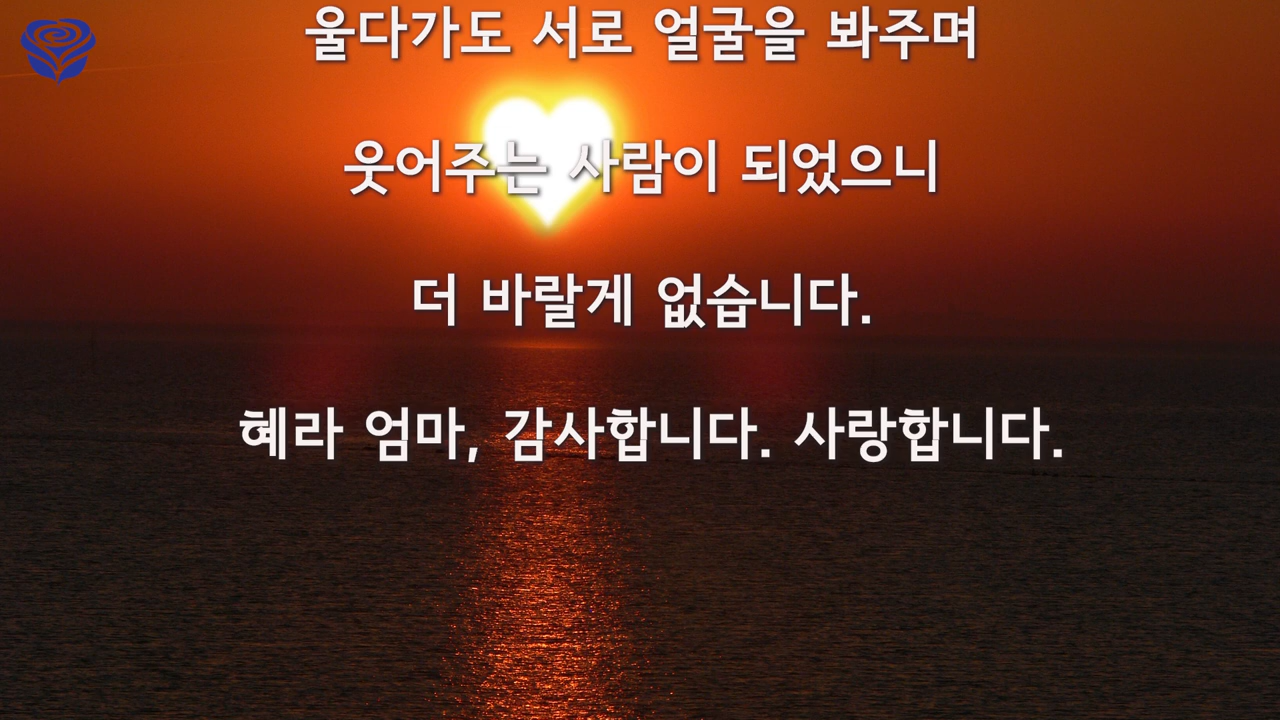 울다가도 서로 얼굴을 봐주며
웃어주는 사람이 되었으니
더 바랄게 없습니다.
혜라 엄마, 감사합니다. 사랑합니다.